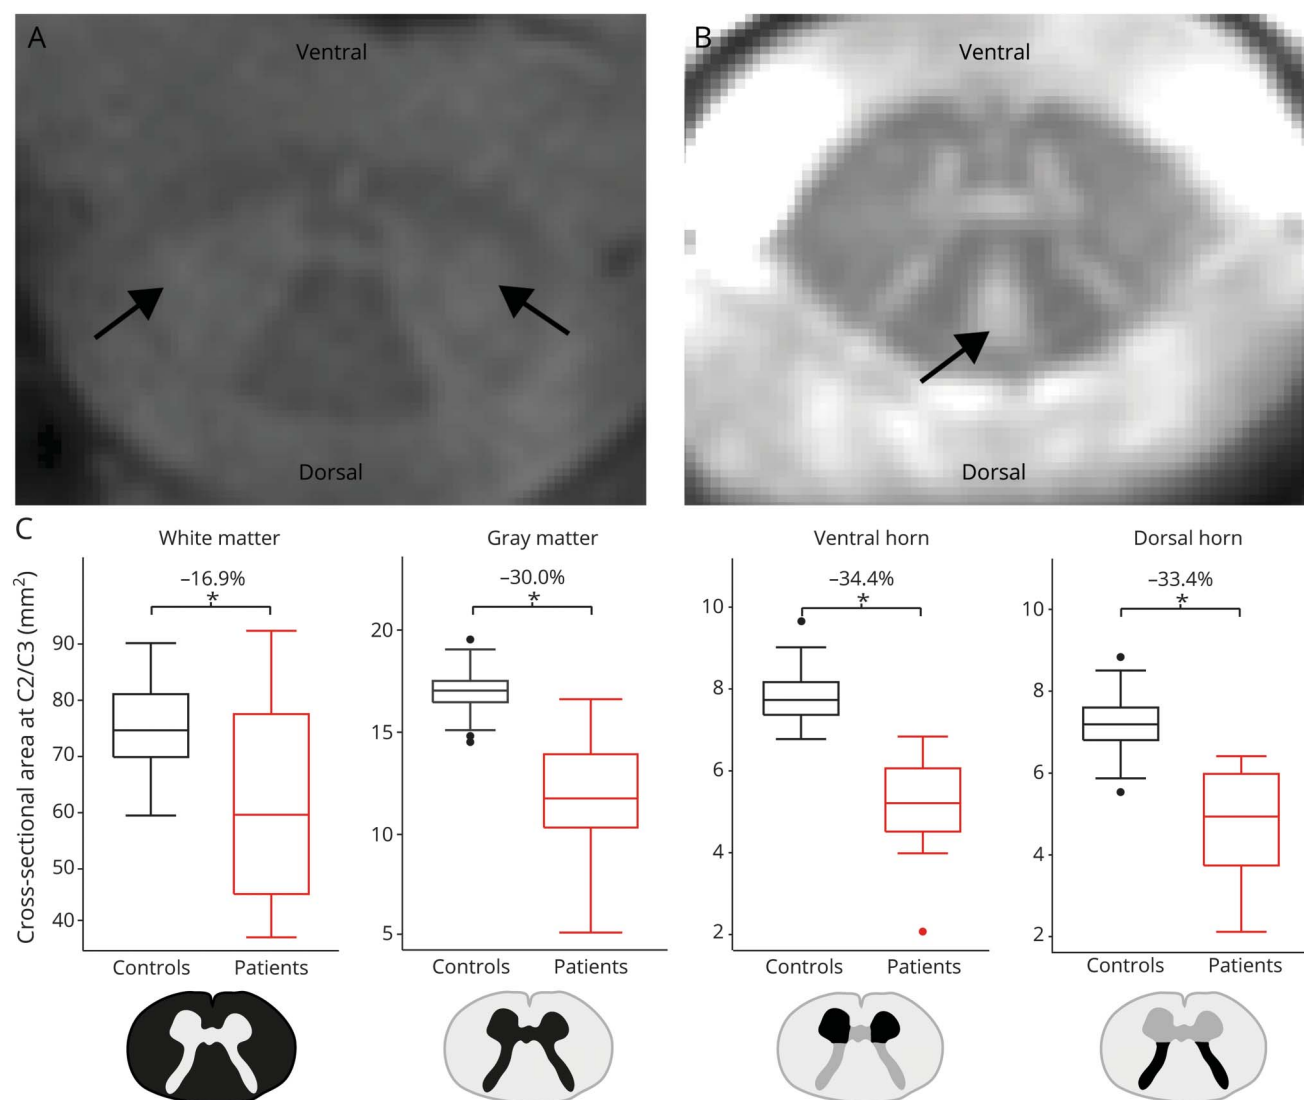 A
Ventral
Dorsal
B
Ventral
Dorsal
C
Cross-sectional area at C2/C3 (mm²)
White matter
–16.9%
*
90
80
70
60
50
40
Controls Patients
Gray matter
–30.0%
*
20
15
10
5
Controls Patients
Ventral horn
–34.4%
*
10
8
6
4
2
Controls Patients
Dorsal horn
–33.4%
*
10
8
6
4
2
Controls Patients